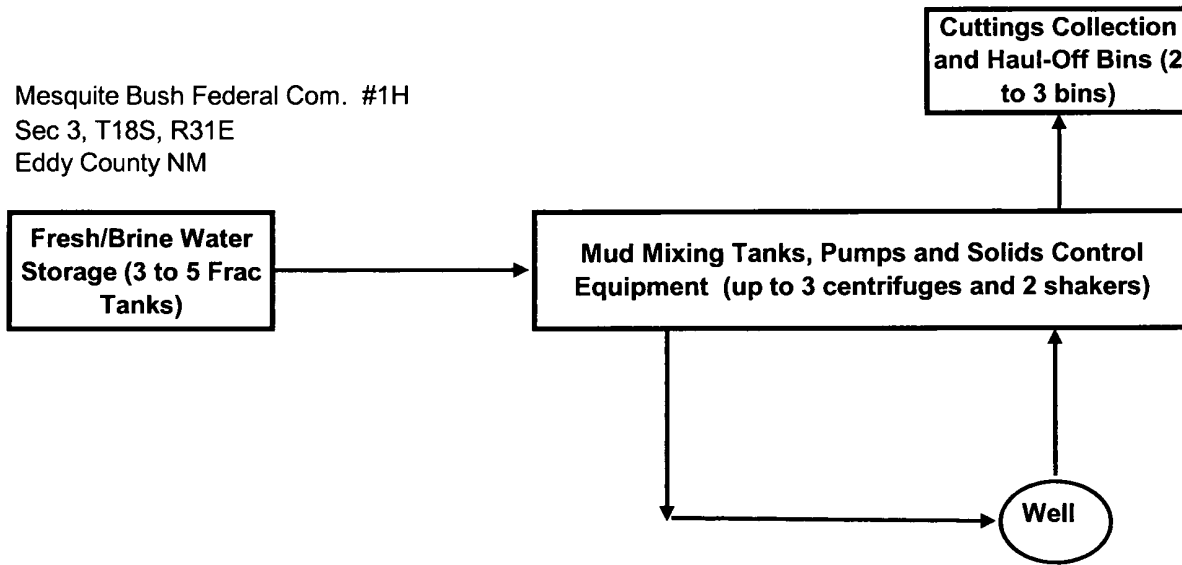 Cuttings Collection
and Haul-Off Bins (2
to 3 bins)
Mesquite Bush Federal Com. #1H
Sec 3, T18S, R31E
Eddy County NM
Fresh/Brine Water
Storage (3 to 5 Frac
Tanks)
Mud Mixing Tanks, Pumps and Solids Control
Equipment (up to 3 centrifuges and 2 shakers)
Well